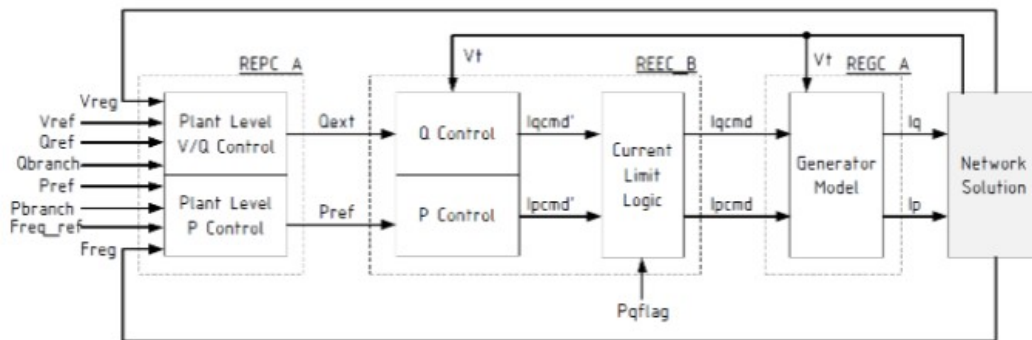 REPC_A
REEC_B
REGC_A
Vt
Vt
Vreg
Vref
Qref
Qbranch
Pref
Pbranch
Freq_ref
Freg
Plant Level
V/Q Control
Plant Level
P Control
Qext
Pref
Q Control
P Control
Iqcmd'
Ipcmd'
Current
Limit
Logic
Pqflag
Iqcmd
Ipcmd
Generator
Model
Iq
Ip
Network
Solution